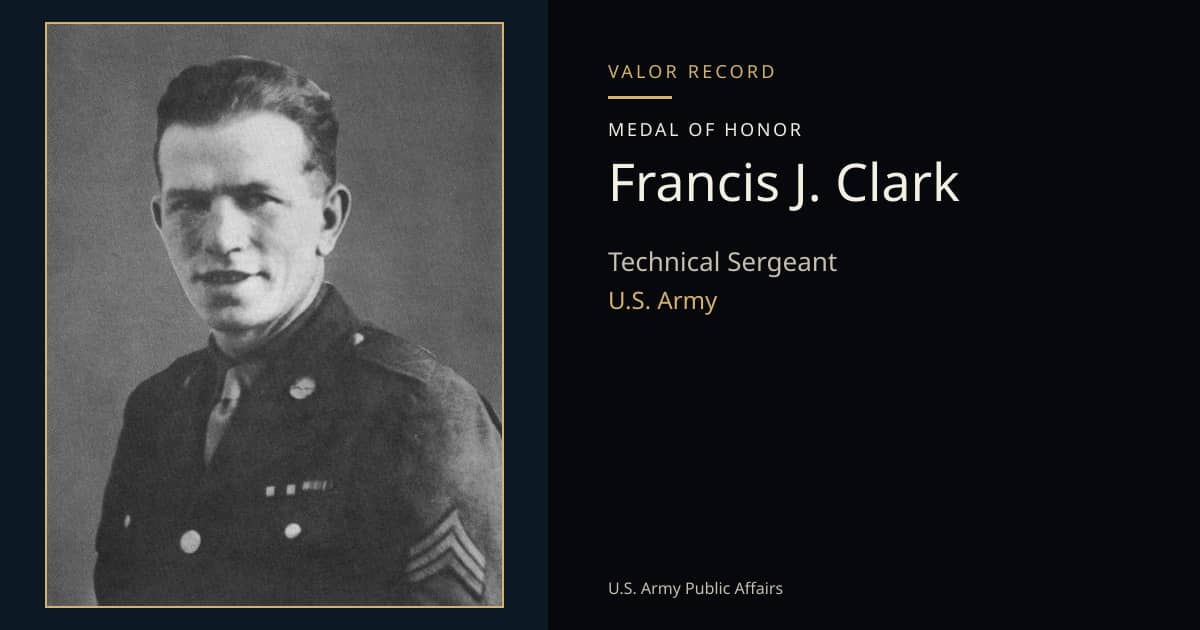 VALOR RECORD
MEDAL OF HONOR
Francis J. Clark
Technical Sergeant
U.S. Army
U.S. Army Public Affairs